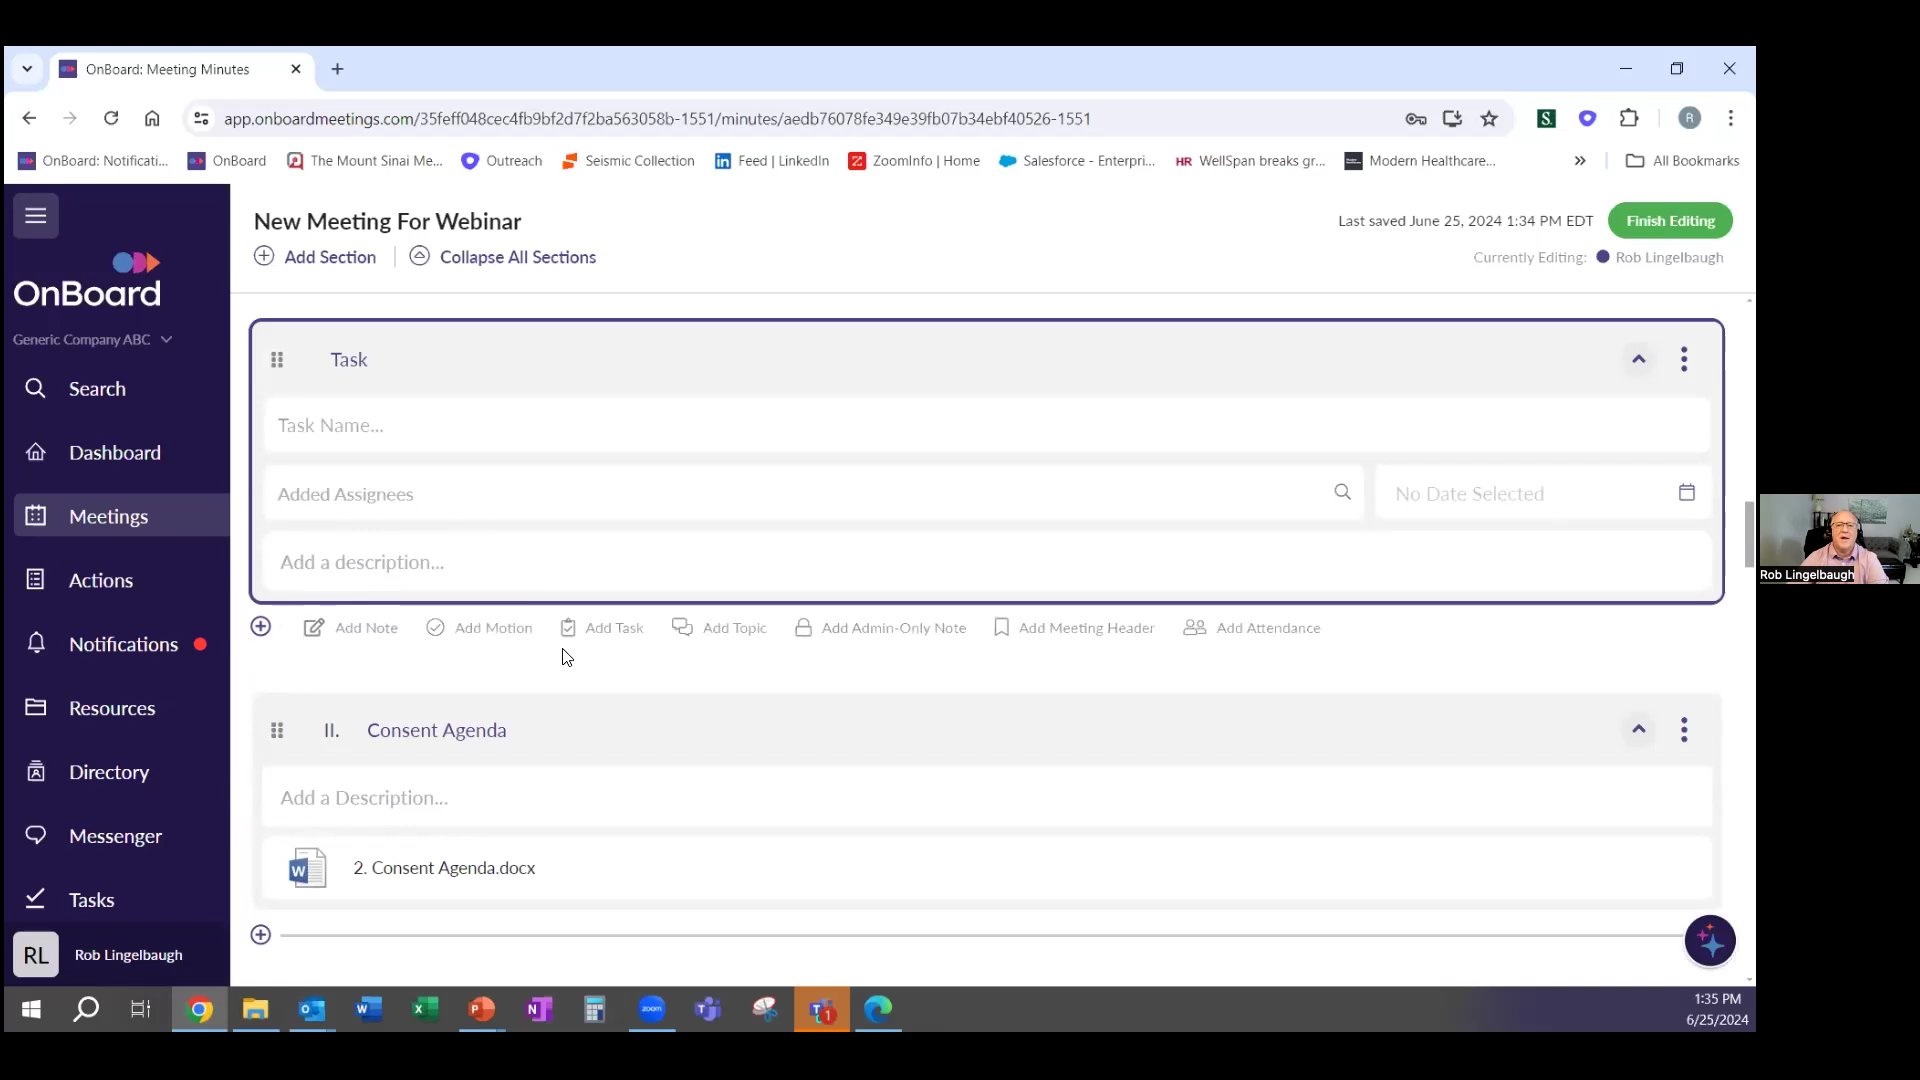 OnBoard: Meeting Minutes
app.onboardmeetings.com/35feff048cec4fb9bf2d7f2ba563058b-1551/minutes/aedb76078fe349e39fb07b34ebf40526-1551
S.
R
OnBoard: Notificati...
OnBoard
The Mount Sinai Me...
Outreach
Seismic Collection
Feed | LinkedIn
ZoomInfo | Home
Salesforce - Enterpri...
HR WellSpan breaks gr...
Modern Healthcare...
All Bookmarks
OnBoard
Generic Company ABC
Search
Dashboard
Meetings
Actions
Notifications
Resources
Directory
Messenger
Tasks
RL Rob Lingelbaugh
New Meeting For Webinar
Last saved June 25, 2024 1:34 PM EDT
Finish Editing
Add Section
Collapse All Sections
Currently Editing: Rob Lingelbaugh
Task
Task Name...
Added Assignees
No Date Selected
Add a description...
Add Note
Add Motion
Add Task
Add Topic
Add Admin-Only Note
Add Meeting Header
Add Attendance
II. Consent Agenda
Add a Description...
W
2. Consent Agenda.docx
Rob Lingelbaugh
zoom
1
1:35 PM
6/25/2024